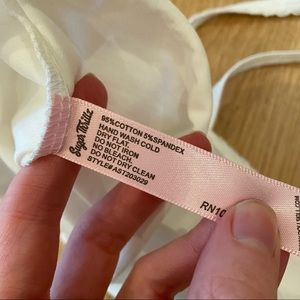 Sugar Thrillz
95%COTTON 5%SPANDEX
HAND WASH COLD
DRY FLAT.
DO NOT IRON
NO BLEACH.
DO NOT DRY CLEAN
STYLE#AST203029
RN10